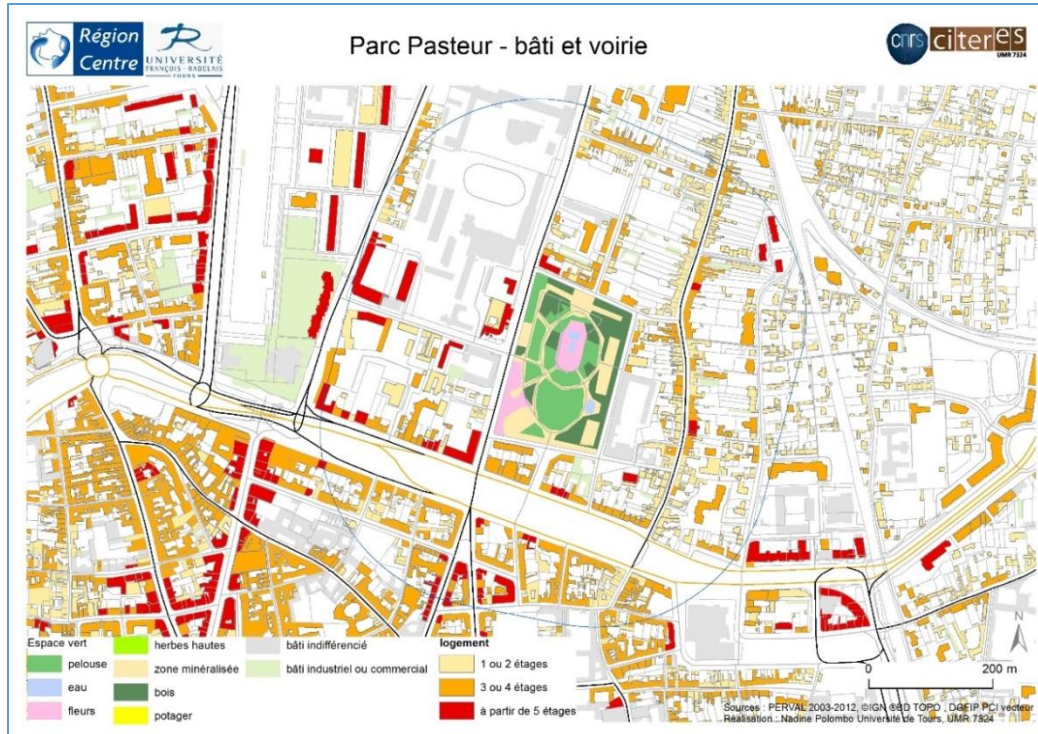 Région
Centre
UNIVERSITÉ
FRANÇOIS - RABELAIS
TOURS
Parc Pasteur - bâti et voirie
cnrs
citeres
UMR 7324
Espace vert
pelouse
eau
fleurs
herbes hautes
zone minéralisée
bois
potager
bâti indifférencié
bâti industriel ou commercial
logement
1 ou 2 étages
3 ou 4 étages
à partir de 5 étages
N
0 200 m
Sources : PERVAL 2003-2012, ©IGN ®BD TOPO , DGFIP PCI vecteur
Réalisation : Nadine Polombo Université de Tours, UMR 7324